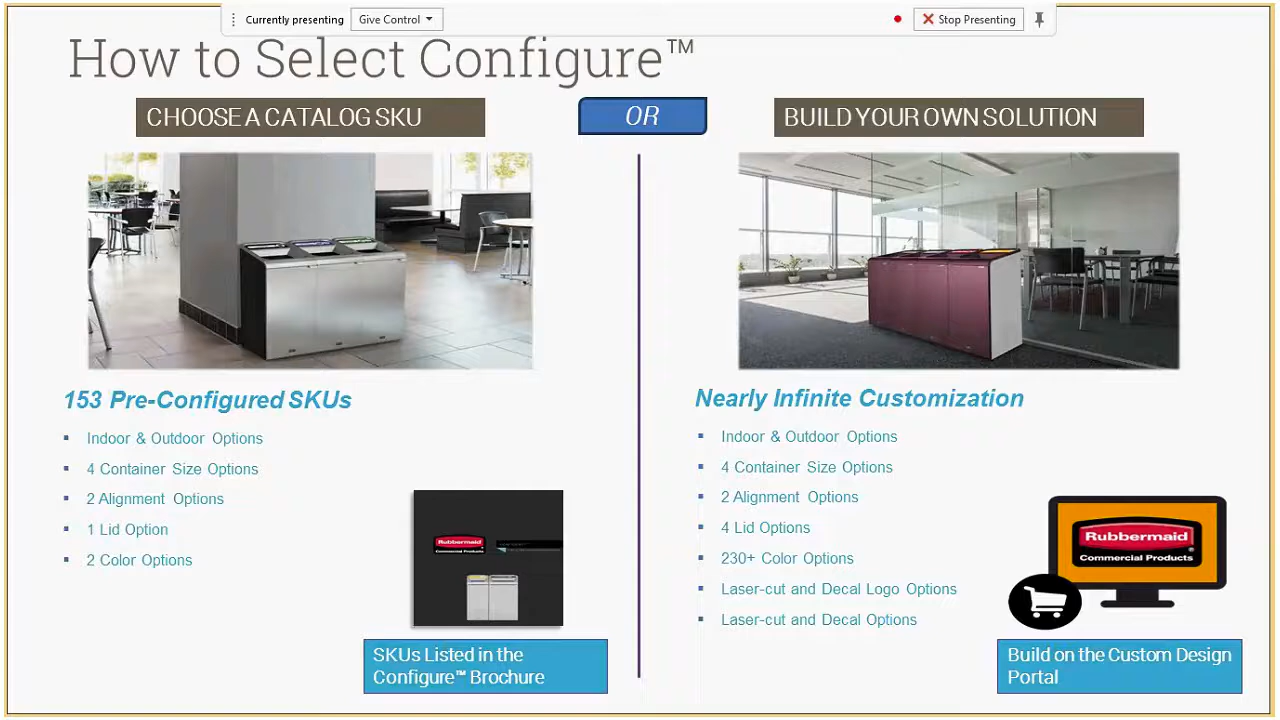 Currently presenting
Give Control
Stop Presenting
How to Select Configure™
CHOOSE A CATALOG SKU
OR
BUILD YOUR OWN SOLUTION
153 Pre-Configured SKUs
Indoor & Outdoor Options
4 Container Size Options
2 Alignment Options
1 Lid Option
2 Color Options
Rubbermaid
Commercial Products
SKUs Listed in the
Configure™ Brochure
Nearly Infinite Customization
Indoor & Outdoor Options
4 Container Size Options
2 Alignment Options
4 Lid Options
230+ Color Options
Laser-cut and Decal Logo Options
Laser-cut and Decal Options
Rubbermaid
Commercial Products
Build on the Custom Design
Portal